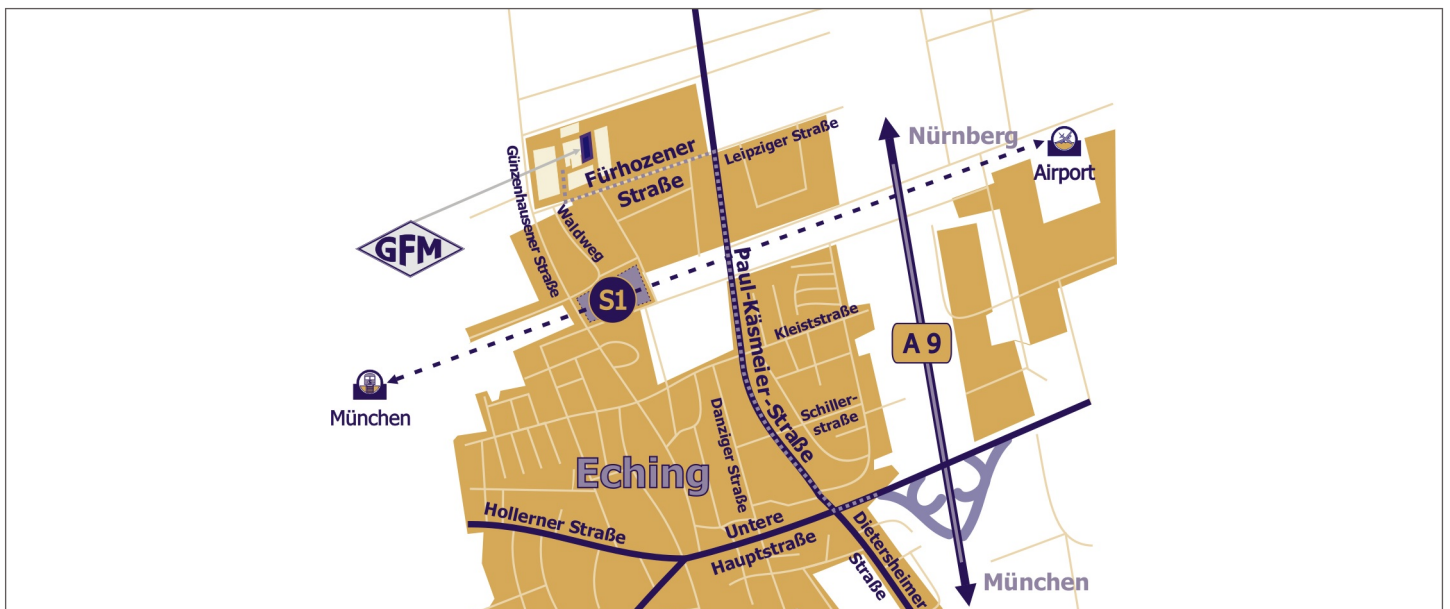 Nürnberg
Airport
Leipziger Straße
Fürhozener
Straße
Günzenhausener Straße
Waldweg
GFM
S1
Paul-Käsmeier-Straße
Kleiststraße
A 9
München
Danziger Straße
Schiller-
straße
Eching
Hollerner Straße
Untere
Hauptstraße
Dietersheimer
Straße
München